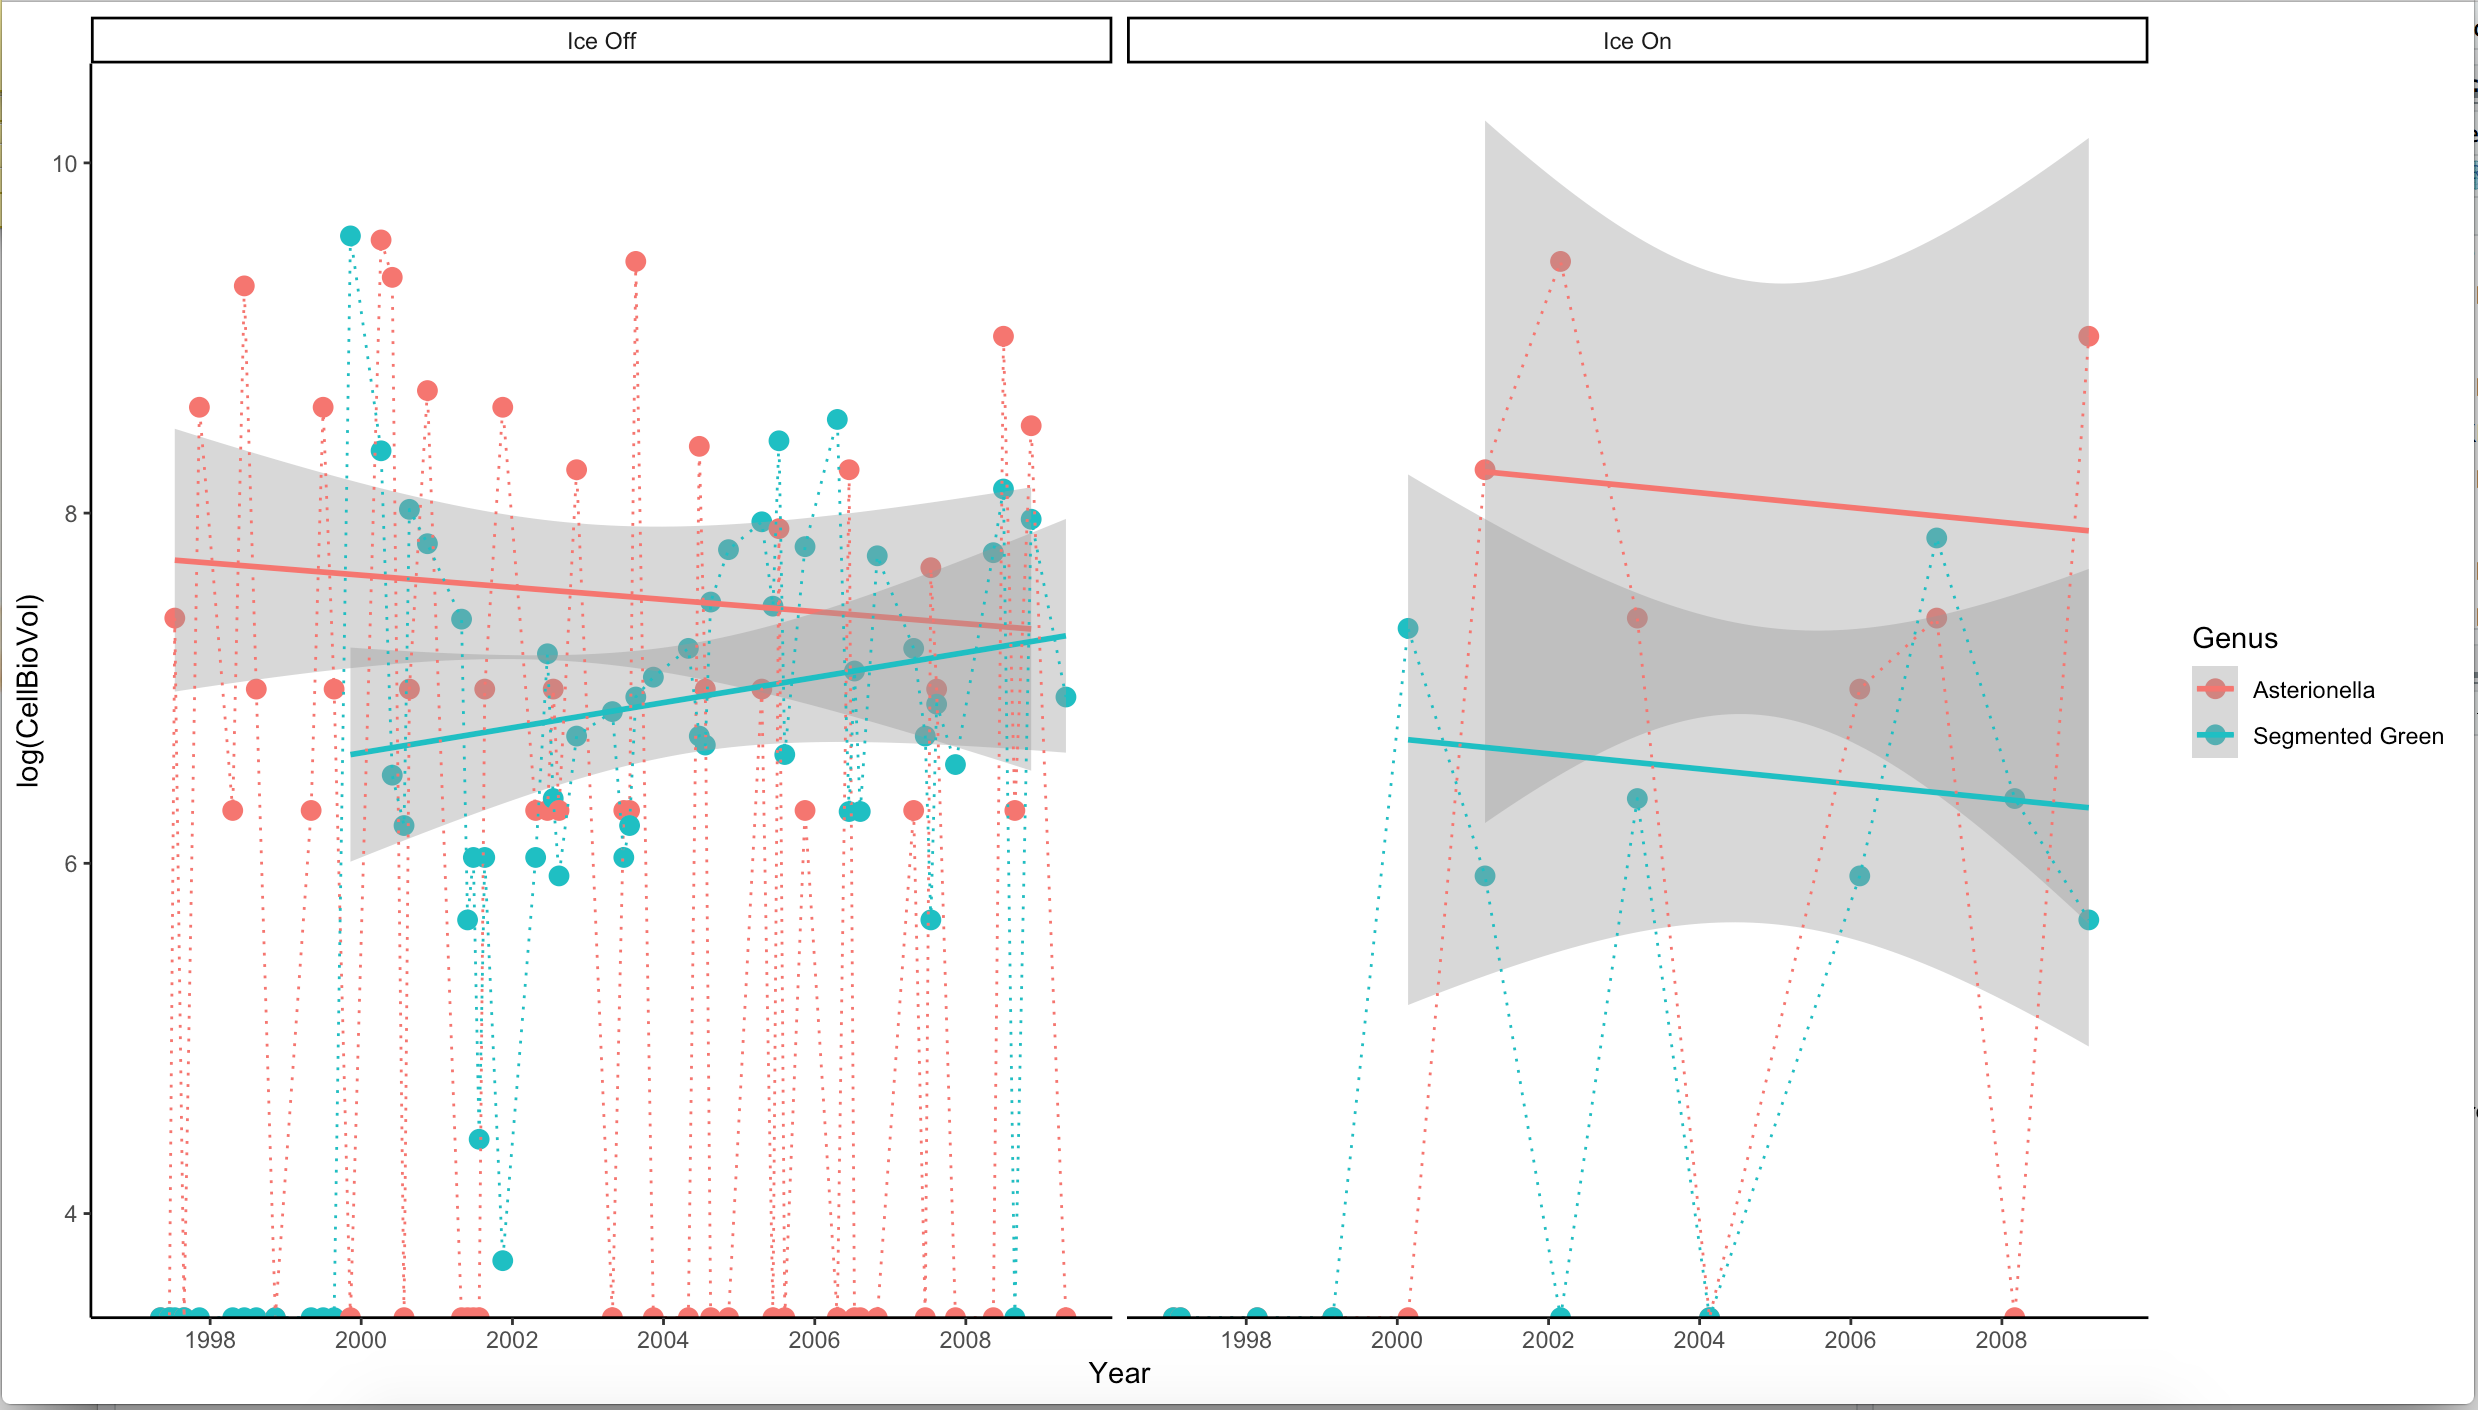 Ice Off
Ice On
10
8
6
4
log(CellBioVol)
1998 2000 2002 2004 2006 2008
1998 2000 2002 2004 2006 2008
Year
Genus
Asterionella
Segmented Green